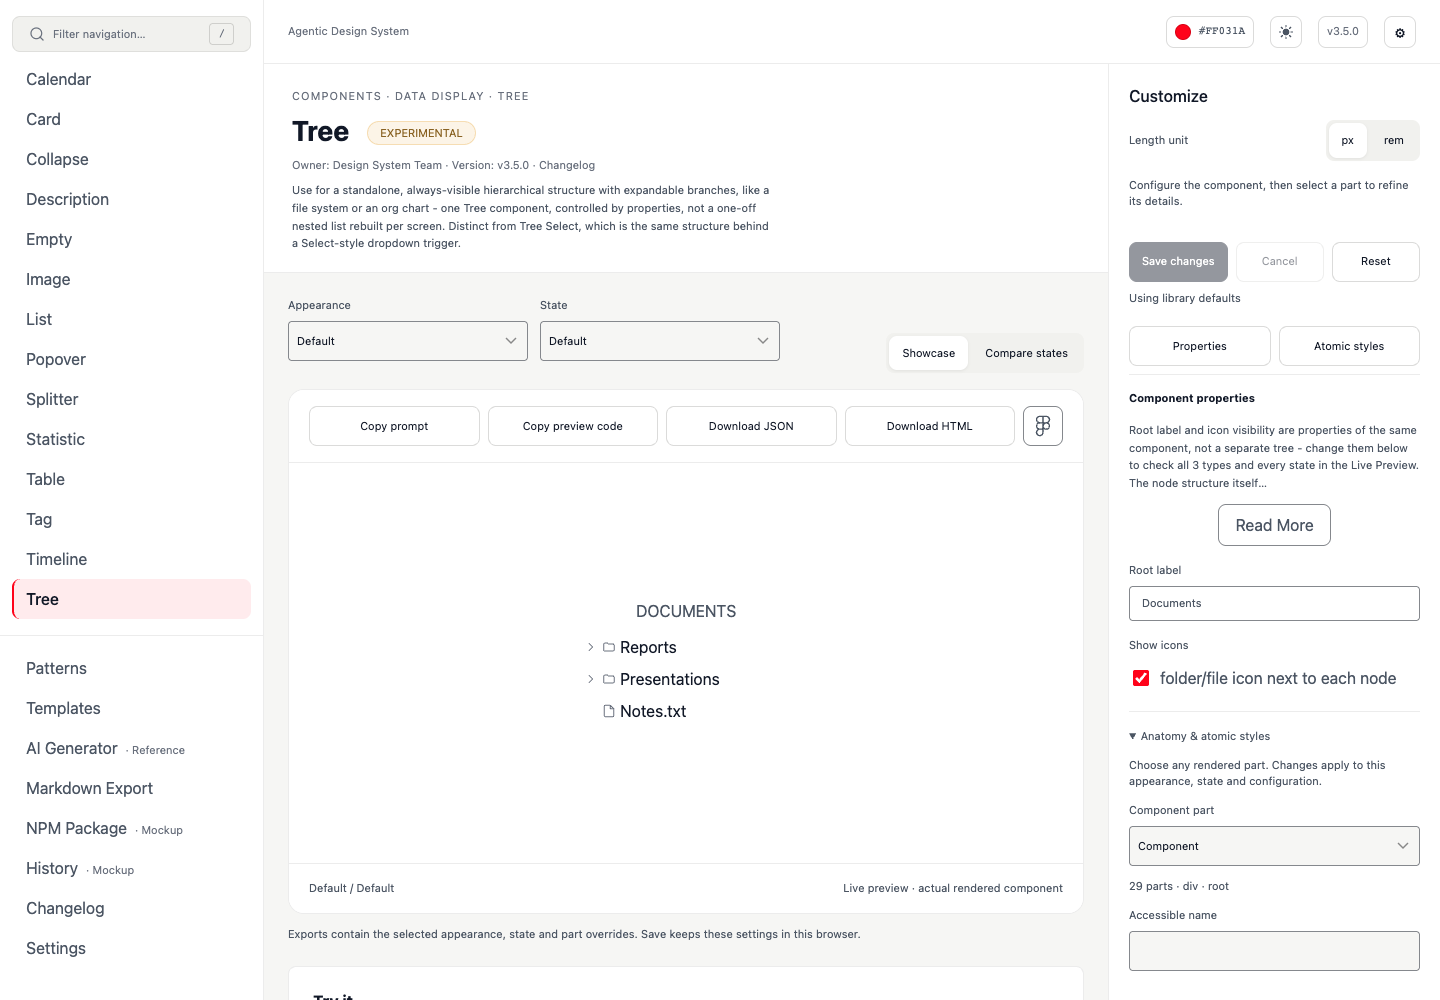 Filter navigation...
/
Calendar
Card
Collapse
Description
Empty
Image
List
Popover
Splitter
Statistic
Table
Tag
Timeline
Tree
Patterns
Templates
AI Generator · Reference
Markdown Export
NPM Package · Mockup
History · Mockup
Changelog
Settings
Agentic Design System
#FF031A
v3.5.0
COMPONENTS · DATA DISPLAY · TREE
Tree
EXPERIMENTAL
Owner: Design System Team · Version: v3.5.0 · Changelog
Use for a standalone, always-visible hierarchical structure with expandable branches, like a
file system or an org chart - one Tree component, controlled by properties, not a one-off
nested list rebuilt per screen. Distinct from Tree Select, which is the same structure behind
a Select-style dropdown trigger.
Appearance
Default
State
Default
Showcase
Compare states
Copy prompt
Copy preview code
Download JSON
Download HTML
DOCUMENTS
Reports
Presentations
Notes.txt
Default / Default
Live preview · actual rendered component
Exports contain the selected appearance, state and part overrides. Save keeps these settings in this browser.
Try it
Customize
Length unit
px
rem
Configure the component, then select a part to refine
its details.
Save changes
Cancel
Reset
Using library defaults
Properties
Atomic styles
Component properties
Root label and icon visibility are properties of the same
component, not a separate tree - change them below
to check all 3 types and every state in the Live Preview.
The node structure itself...
Read More
Root label
Documents
Show icons
folder/file icon next to each node
▼ Anatomy & atomic styles
Choose any rendered part. Changes apply to this
appearance, state and configuration.
Component part
Component
29 parts · div · root
Accessible name